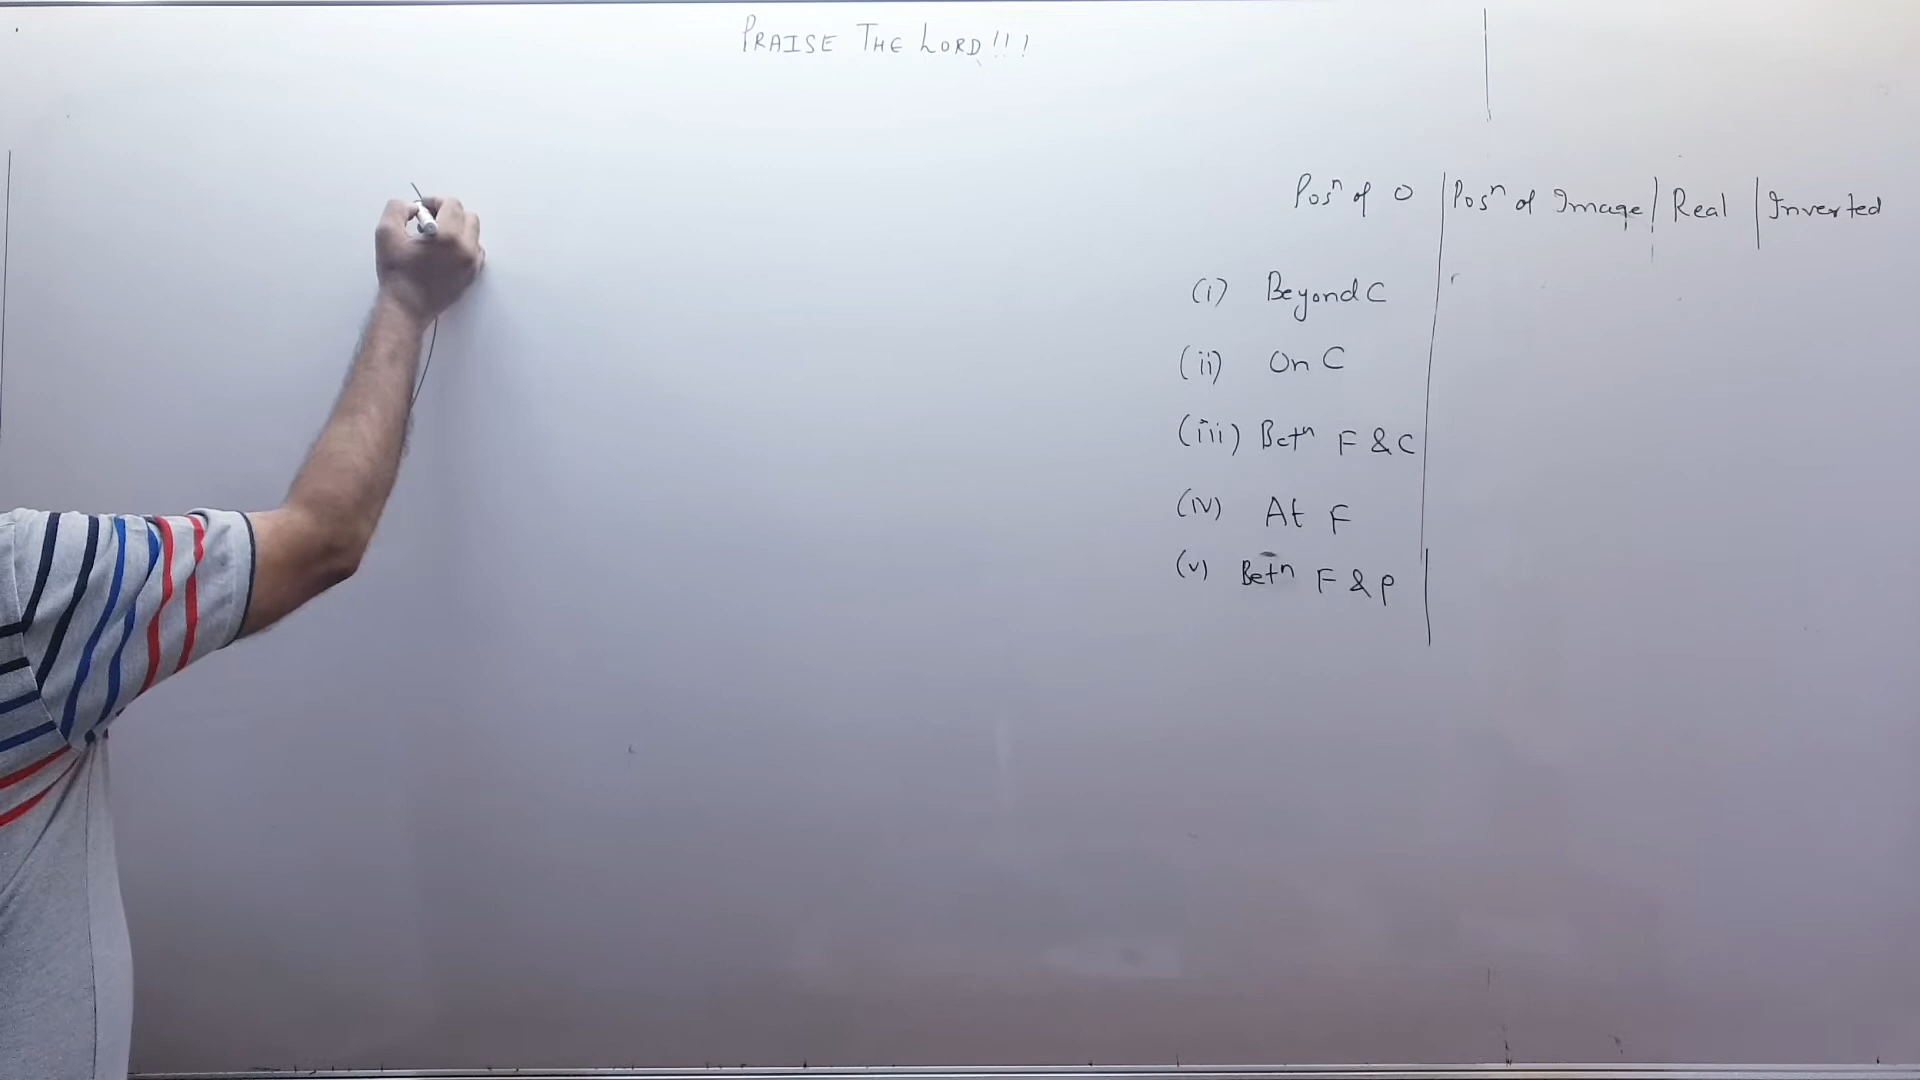 PRAISE THE LORD!!!
Posⁿ of O | Posⁿ of Image | Real | Inverted
(i) Beyond C
(ii) On C
(iii) Betⁿ F & C
(iv) At F
(v) Betⁿ F & P